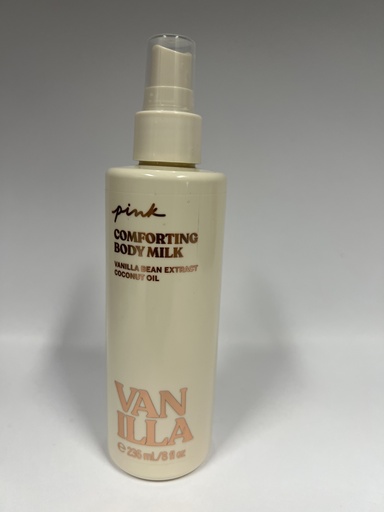 pink
COMFORTING
BODY MILK
VANILLA BEAN EXTRACT
COCONUT OIL
VAN
ILLA
℮ 236 mL/8 fl oz